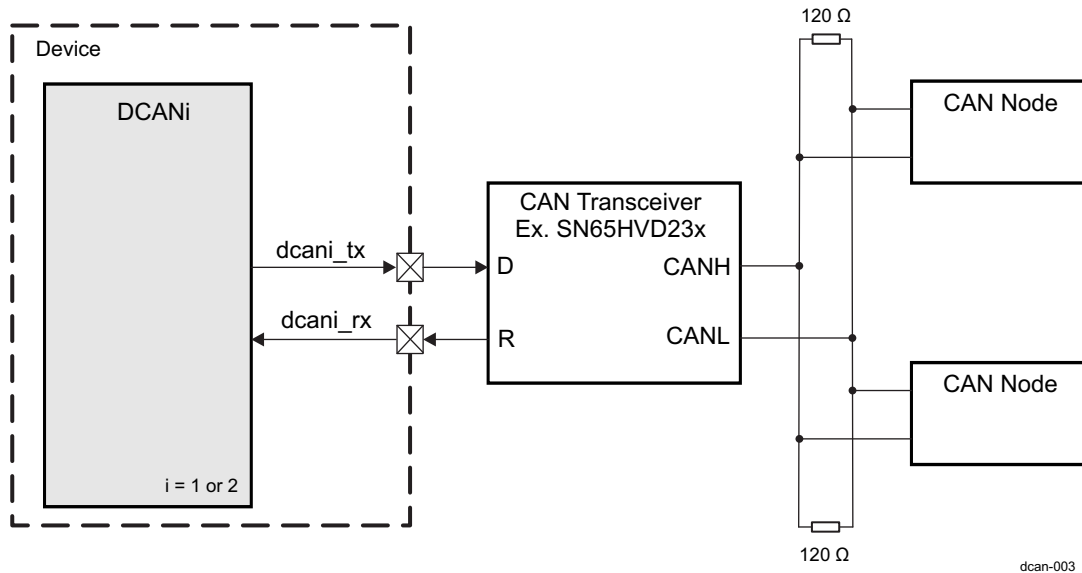 120 Ω
Device
DCANi
CAN Node
CAN Transceiver
Ex. SN65HVD23x
dcani_tx
D
CANH
dcani_rx
R
CANL
CAN Node
i = 1 or 2
120 Ω
dcan-003